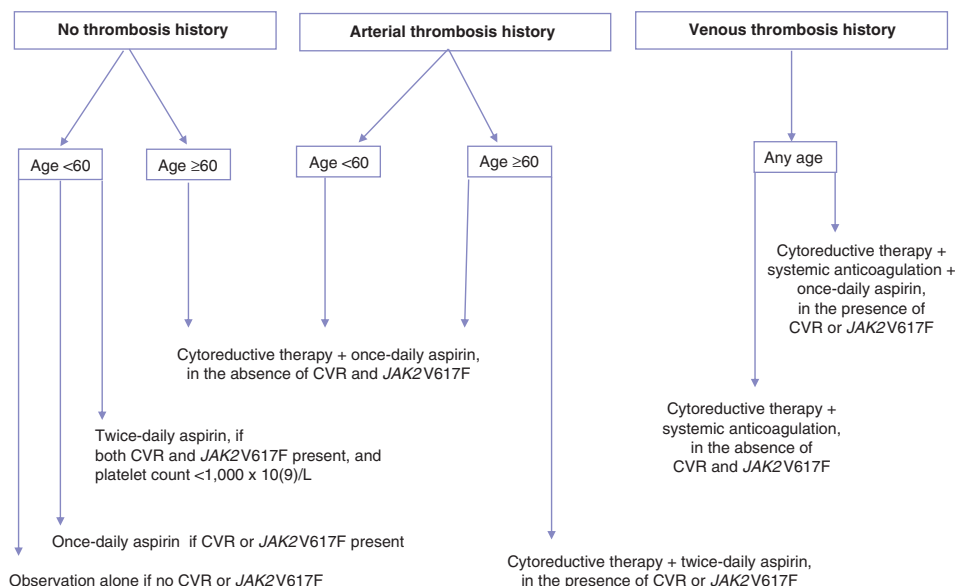 No thrombosis history
Arterial thrombosis history
Venous thrombosis history
Age <60
Age ≥60
Age <60
Age ≥60
Any age
Cytoreductive therapy +
systemic anticoagulation +
once-daily aspirin,
in the presence of
CVR or JAK2V617F
Cytoreductive therapy + once-daily aspirin,
in the absence of CVR and JAK2V617F
Cytoreductive therapy +
systemic anticoagulation,
in the absence of
CVR and JAK2V617F
Twice-daily aspirin, if
both CVR and JAK2V617F present, and
platelet count <1,000 x 10(9)/L
Once-daily aspirin if CVR or JAK2V617F present
Cytoreductive therapy + twice-daily aspirin,
in the presence of CVR or JAK2V617F
Observation alone if no CVR or JAK2V617F